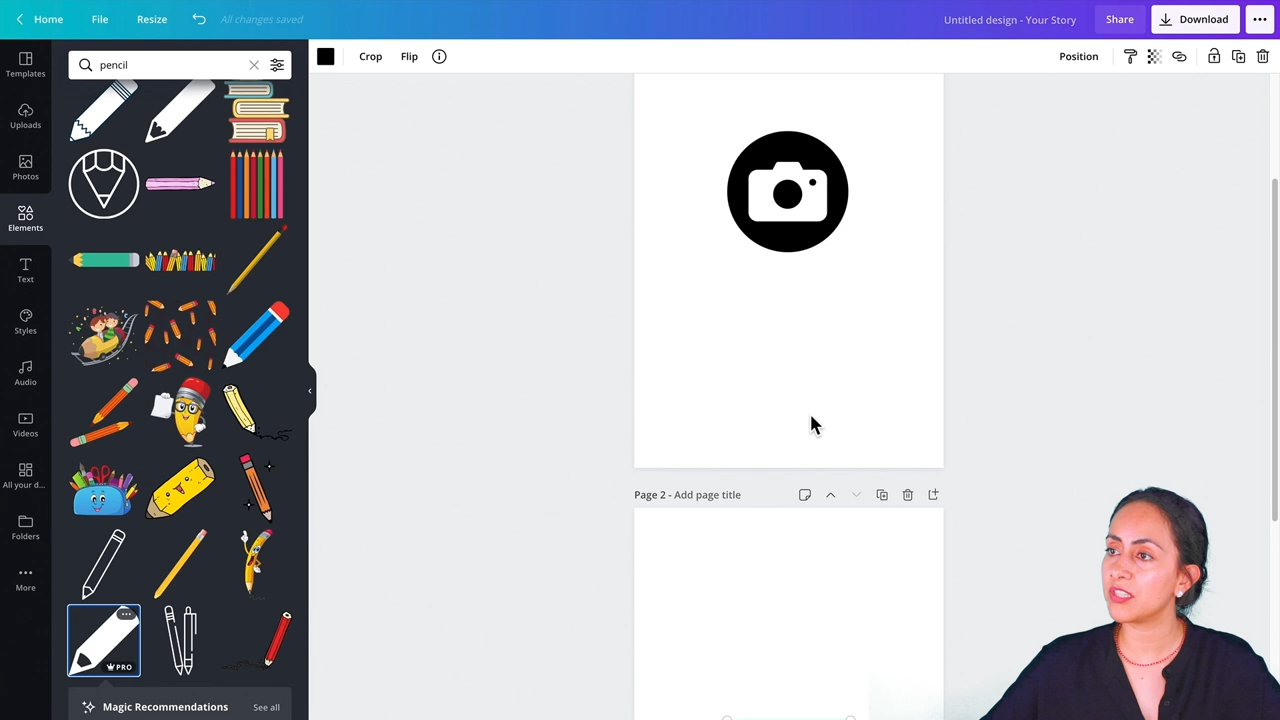 Home
File
Resize
All changes saved
Untitled design - Your Story
Share
Download
Templates
Uploads
Photos
Elements
Text
Styles
Audio
Videos
All your d...
Folders
More
pencil
Crop
Flip
Position
PRO
Magic Recommendations
See all
Page 2 - Add page title